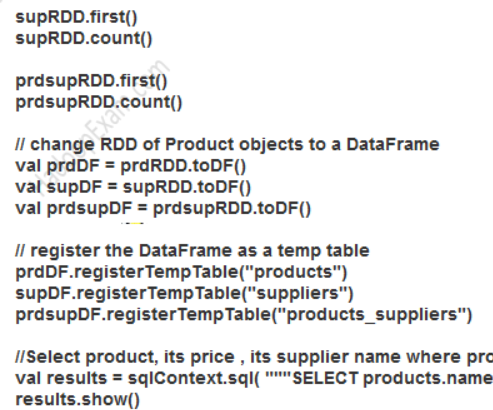 supRDD.first()
supRDD.count()
prdsupRDD.first()
prdsupRDD.count()
// change RDD of Product objects to a DataFrame
val prdDF = prdRDD.toDF()
val supDF = supRDD.toDF()
val prdsupDF = prdsupRDD.toDF()
// register the DataFrame as a temp table
prdDF.registerTempTable("products")
supDF.registerTempTable("suppliers")
prdsupDF.registerTempTable("products_suppliers")
//Select product, its price , its supplier name where pro
val results = sqlContext.sql( """SELECT products.name
results.show()